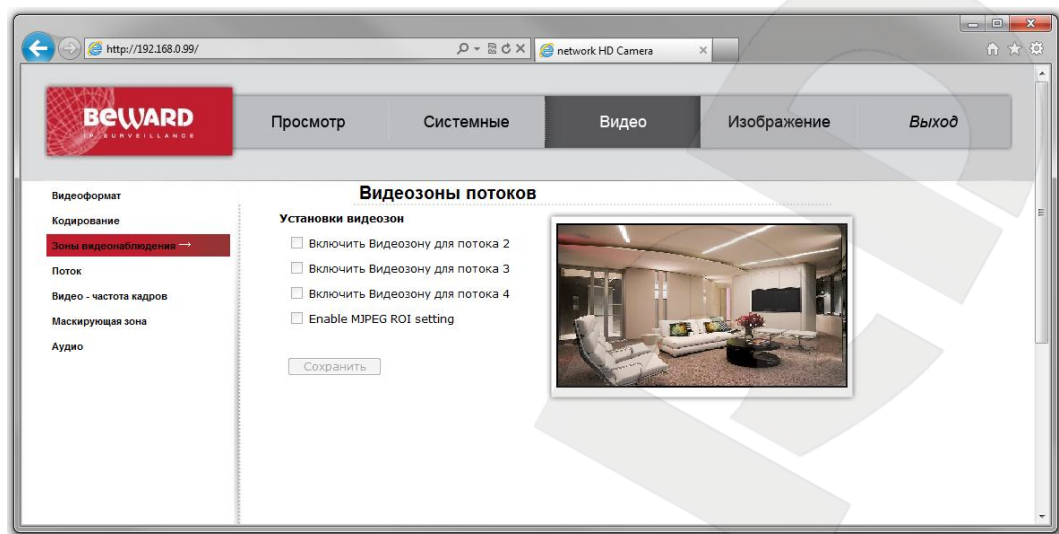 http://192.168.0.99/
network HD Camera
BEWARD
IP SURVEILLANCE
Просмотр
Системные
Видео
Изображение
Выход
Видеоформат
Кодирование
Зоны видеонаблюдения →
Поток
Видео - частота кадров
Маскирующая зона
Аудио
Видеозоны потоков
Установки видеозон
Включить Видеозону для потока 2
Включить Видеозону для потока 3
Включить Видеозону для потока 4
Enable MJPEG ROI setting
Сохранить